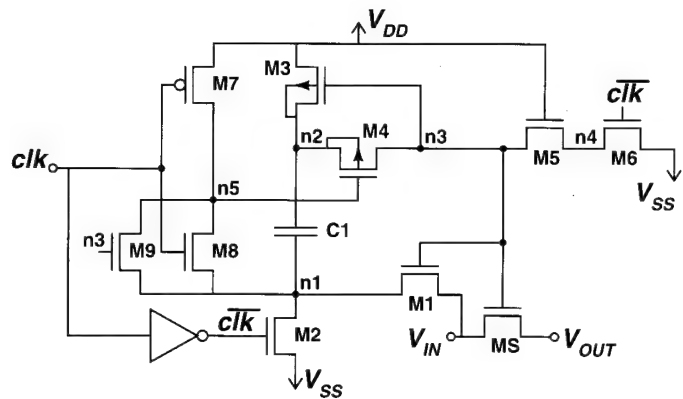 V_DD
M3
M7
clk
n2
M4
n3
n4
M5
M6
V_SS
clk
n5
n3
M9
M8
C1
n1
M1
clk
M2
V_IN
MS
V_OUT
V_SS